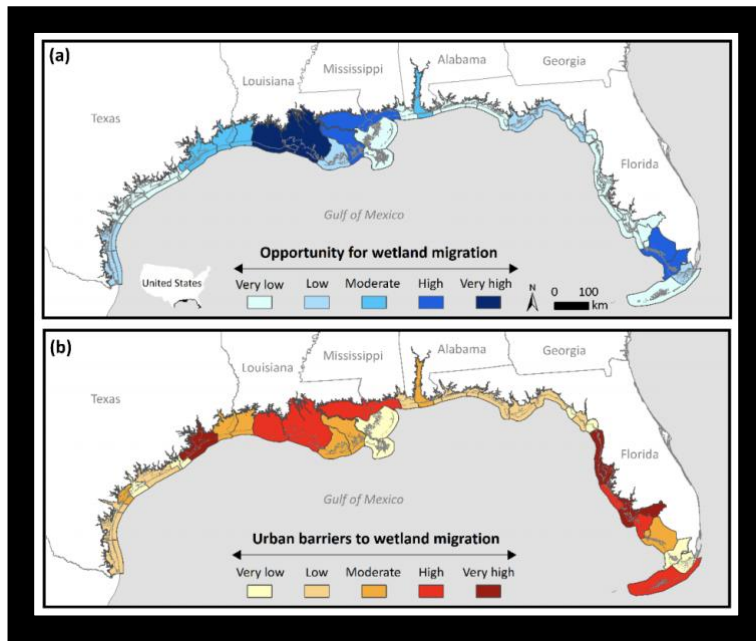 (a)
Texas
Louisiana
Mississippi
Alabama
Georgia
Florida
Gulf of Mexico
Opportunity for wetland migration
Very low Low Moderate High Very high
United States
N
0 100
km
(b)
Texas
Louisiana
Mississippi
Alabama
Georgia
Florida
Gulf of Mexico
Urban barriers to wetland migration
Very low Low Moderate High Very high